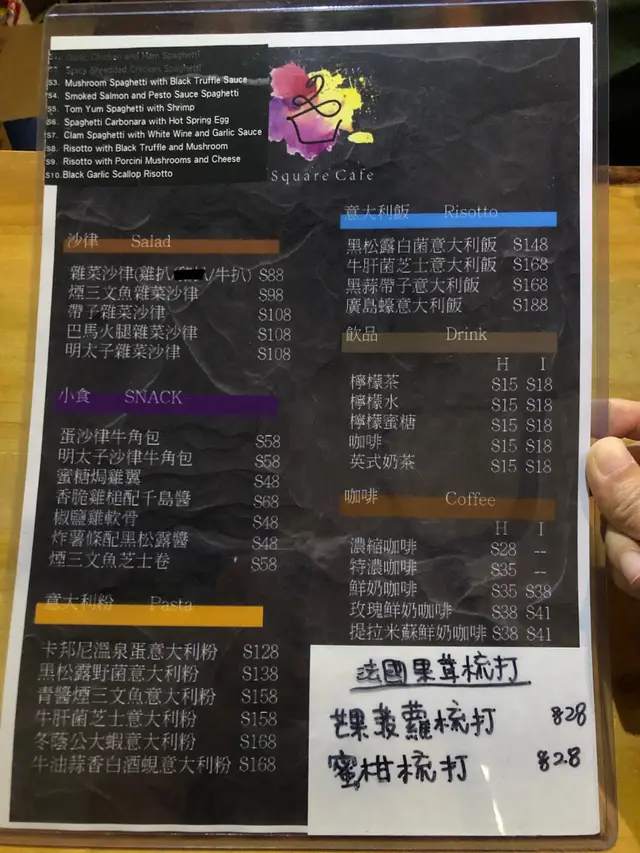 S1. Garlic Chicken and Ham Spaghetti
S2. Spicy Shredded Chicken Spaghetti
S3. Mushroom Spaghetti with Black Truffle Sauce
S4. Smoked Salmon and Pesto Sauce Spaghetti
S5. Tom Yum Spaghetti with Shrimp
S6. Spaghetti Carbonara with Hot Spring Egg
S7. Clam Spaghetti with White Wine and Garlic Sauce
S8. Risotto with Black Truffle and Mushroom
S9. Risotto with Porcini Mushrooms and Cheese
S10. Black Garlic Scallop Risotto
Square Cafe
沙律 Salad
雜菜沙律(雞扒/ /牛扒) $88
煙三文魚雜菜沙律 $98
帶子雜菜沙律 $108
巴馬火腿雜菜沙律 $108
明太子雜菜沙律 $108
小食 SNACK
蛋沙律牛角包 $58
明太子沙律牛角包 $58
蜜糖焗雞翼 $48
香脆雞槌配千島醬 $68
椒鹽雞軟骨 $48
炸薯條配黑松露醬 $48
煙三文魚芝士卷 $58
意大利粉 Pasta
卡邦尼溫泉蛋意大利粉 $128
黑松露野菌意大利粉 $138
青醬煙三文魚意大利粉 $158
牛肝菌芝士意大利粉 $158
冬蔭公大蝦意大利粉 $168
牛油蒜香白酒蜆意大利粉 $168
意大利飯 Risotto
黑松露白菌意大利飯 $148
牛肝菌芝士意大利飯 $168
黑蒜帶子意大利飯 $168
廣島蠔意大利飯 $188
飲品 Drink
H I
檸檬茶 $15 $18
檸檬水 $15 $18
檸檬蜜糖 $15 $18
咖啡 $15 $18
英式奶茶 $15 $18
咖啡 Coffee
H I
濃縮咖啡 $28 --
特濃咖啡 $35 --
鮮奶咖啡 $35 $38
玫瑰鮮奶咖啡 $38 $41
提拉米蘇鮮奶咖啡 $38 $41
法國果茸梳打
芒果菠蘿梳打 $28
蜜柑梳打 $28